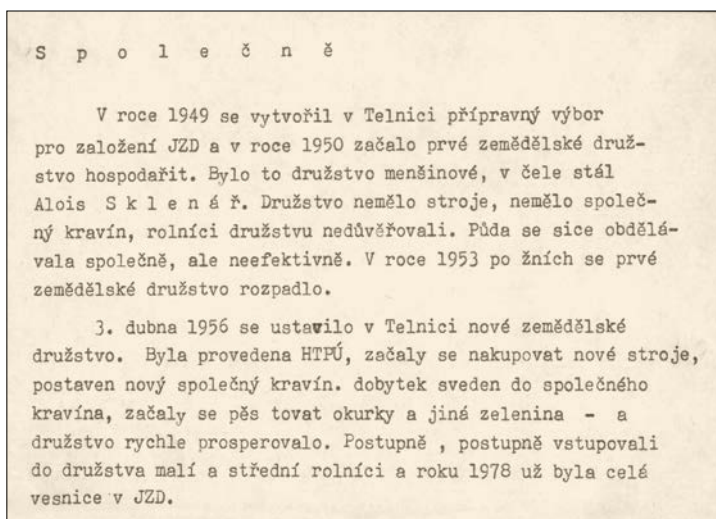 S p o l e č n ě
V roce 1949 se vytvořil v Telnici přípravný výbor
pro založení JZD a v roce 1950 začalo prvé zemědělské druž-
stvo hospodařit. Bylo to družstvo menšinové, v čele stál
Alois S k l e n á ř. Družstvo nemělo stroje, nemělo společ-
ný kravín, rolníci družstvu nedůvěřovali. Půda se sice obdělá-
vala společně, ale neefektivně. V roce 1953 po žních se prvé
zemědělské družstvo rozpadlo.
3. dubna 1956 se ustavilo v Telnici nové zemědělské
družstvo. Byla provedena HTPÚ, začaly se nakupovat nové stroje,
postaven nový společný kravín. dobytek sveden do společného
kravína, začaly se pěs tovat okurky a jiná zelenina - a
družstvo rychle prosperovalo. Postupně , postupně vstupovali
do družstva malí a střední rolníci a roku 1978 už byla celá
vesnice v JZD.